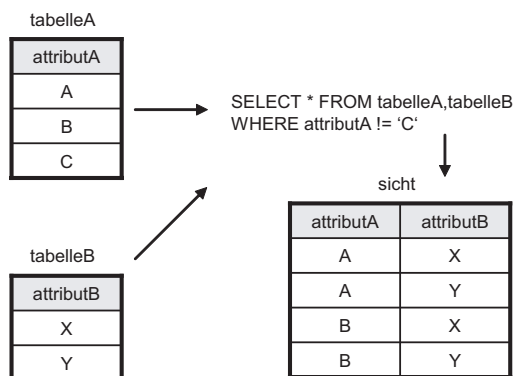 tabelleA
attributA
A
B
C
SELECT * FROM tabelleA,tabelleB
WHERE attributA != ‘C‘
sicht
attributA attributB
A X
A Y
B X
B Y
tabelleB
attributB
X
Y